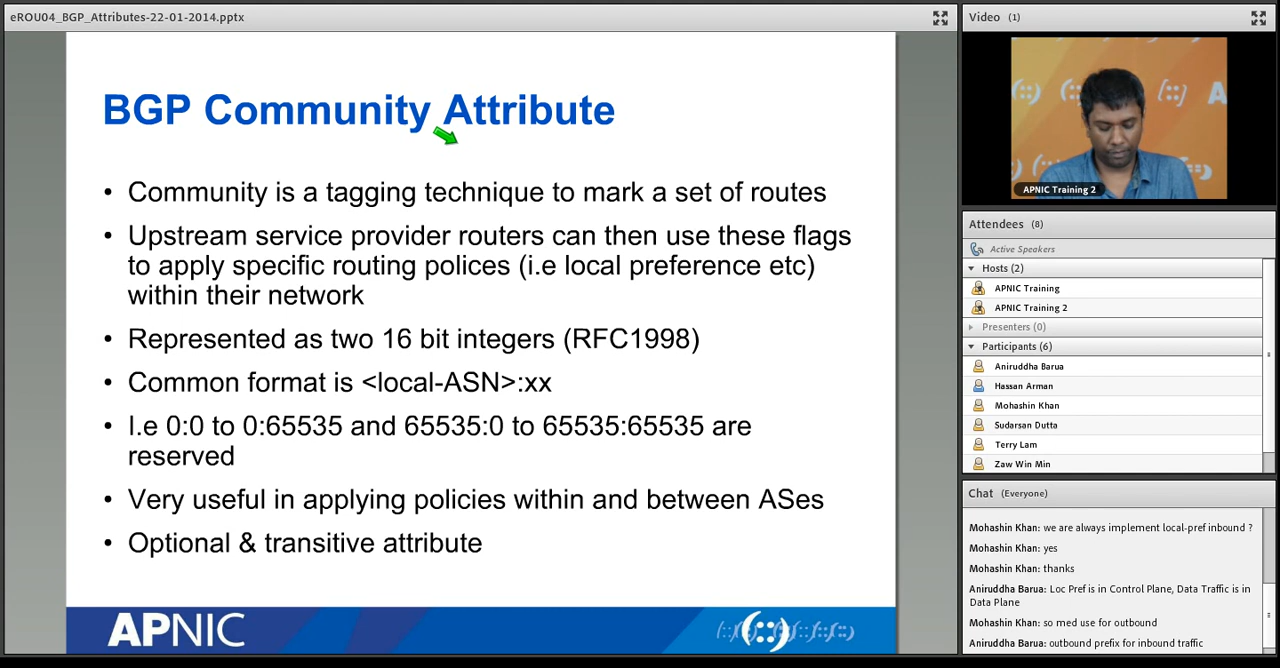 eROU04_BGP_Attributes-22-01-2014.pptx
BGP Community Attribute
• Community is a tagging technique to mark a set of routes
• Upstream service provider routers can then use these flags
to apply specific routing polices (i.e local preference etc)
within their network
• Represented as two 16 bit integers (RFC1998)
• Common format is <local-ASN>:xx
• I.e 0:0 to 0:65535 and 65535:0 to 65535:65535 are
reserved
• Very useful in applying policies within and between ASes
• Optional & transitive attribute
APNIC
(::)
Video (1)
(::)
[::]
A
APNIC Training 2
Attendees (8)
Active Speakers
Hosts (2)
APNIC Training
APNIC Training 2
Presenters (0)
Participants (6)
Aniruddha Barua
Hassan Arman
Mohashin Khan
Sudarsan Dutta
Terry Lam
Zaw Win Min
Chat (Everyone)
Mohashin Khan: we are always implement local-pref inbound ?
Mohashin Khan: yes
Mohashin Khan: thanks
Aniruddha Barua: Loc Pref is in Control Plane, Data Traffic is in
Data Plane
Mohashin Khan: so med use for outbound
Aniruddha Barua: outbound prefix for inbound traffic